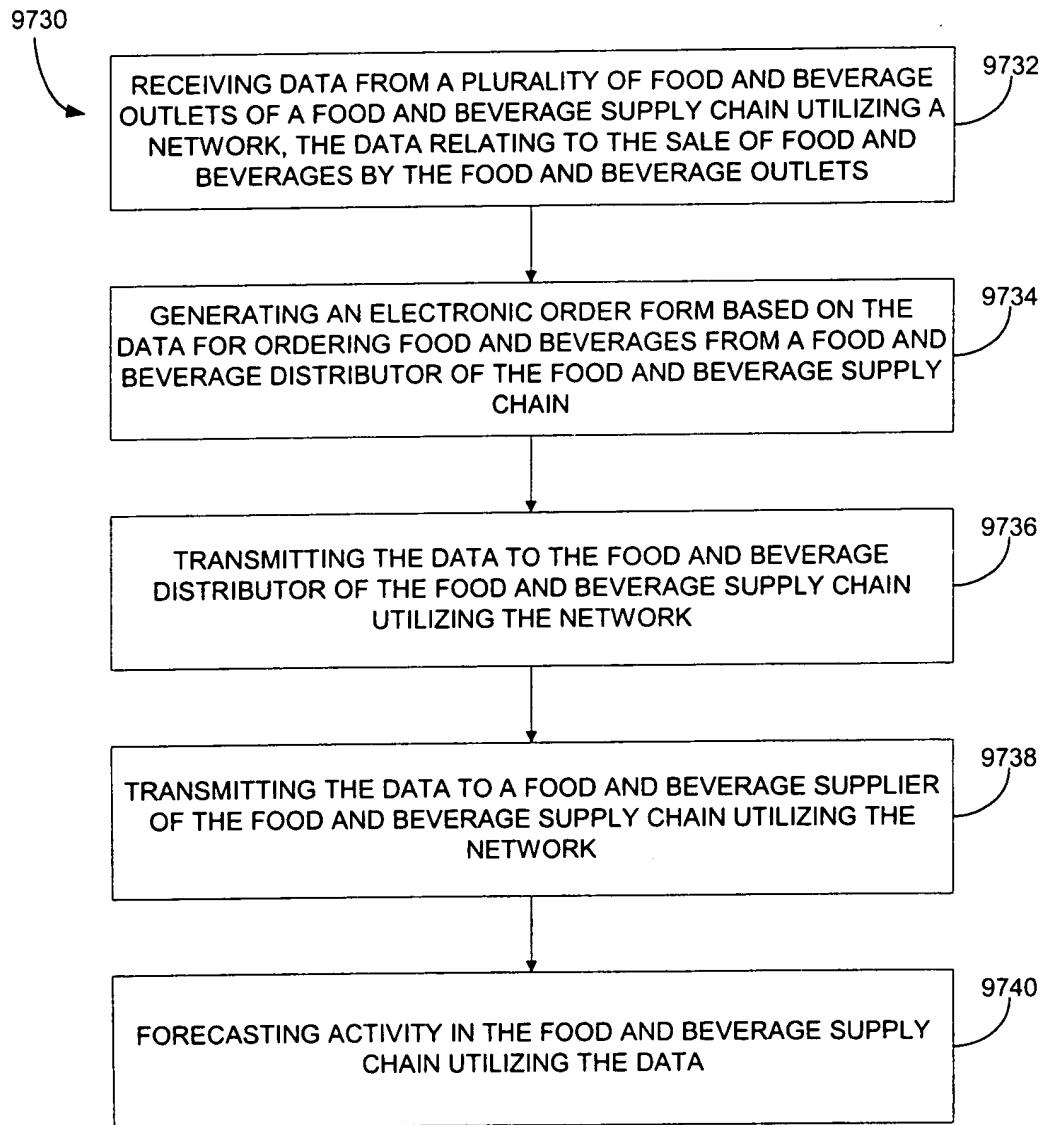 9730
RECEIVING DATA FROM A PLURALITY OF FOOD AND BEVERAGE
OUTLETS OF A FOOD AND BEVERAGE SUPPLY CHAIN UTILIZING A
NETWORK, THE DATA RELATING TO THE SALE OF FOOD AND
BEVERAGES BY THE FOOD AND BEVERAGE OUTLETS
9732
GENERATING AN ELECTRONIC ORDER FORM BASED ON THE
DATA FOR ORDERING FOOD AND BEVERAGES FROM A FOOD AND
BEVERAGE DISTRIBUTOR OF THE FOOD AND BEVERAGE SUPPLY
CHAIN
9734
TRANSMITTING THE DATA TO THE FOOD AND BEVERAGE
DISTRIBUTOR OF THE FOOD AND BEVERAGE SUPPLY CHAIN
UTILIZING THE NETWORK
9736
TRANSMITTING THE DATA TO A FOOD AND BEVERAGE SUPPLIER
OF THE FOOD AND BEVERAGE SUPPLY CHAIN UTILIZING THE
NETWORK
9738
FORECASTING ACTIVITY IN THE FOOD AND BEVERAGE SUPPLY
CHAIN UTILIZING THE DATA
9740